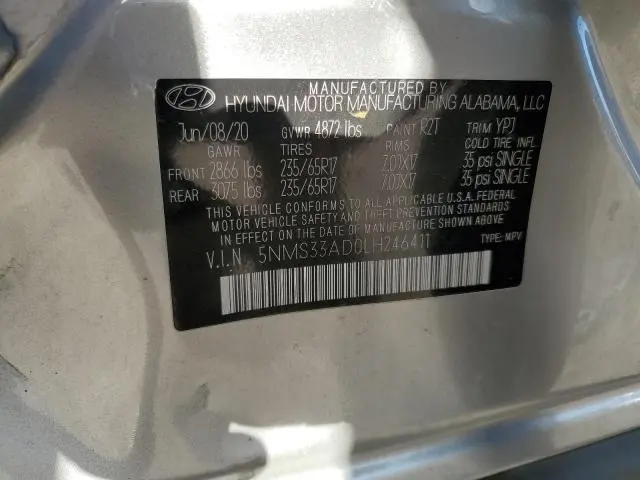 MANUFACTURED BY
HYUNDAI MOTOR MANUFACTURING ALABAMA, LLC
Jun/08/20 GVWR 4872 lbs PAINT R2T TRIM YPJ
GAWR TIRES RIMS COLD TIRE INFL.
FRONT 2866 lbs 235/65R17 7.0JX17 35 psi SINGLE
REAR 3075 lbs 235/65R17 7.0JX17 35 psi SINGLE
THIS VEHICLE CONFORMS TO ALL APPLICABLE U.S.A. FEDERAL
MOTOR VEHICLE SAFETY AND THEFT PREVENTION STANDARDS
IN EFFECT ON THE DATE OF MANUFACTURE SHOWN ABOVE.
V.I.N. 5NMS33AD0LH246411 TYPE: MPV